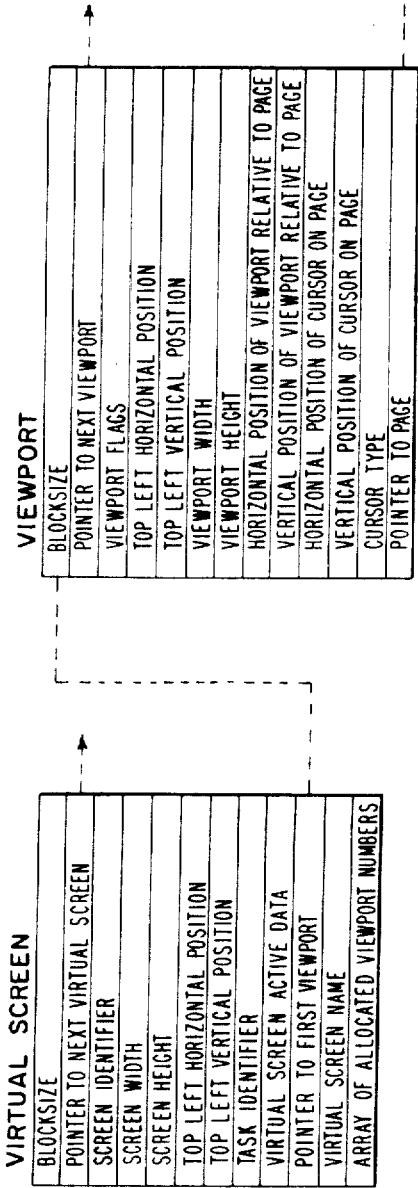 VIRTUAL SCREEN
BLOCKSIZE
POINTER TO NEXT VIRTUAL SCREEN
SCREEN IDENTIFIER
SCREEN WIDTH
SCREEN HEIGHT
TOP LEFT HORIZONTAL POSITION
TOP LEFT VERTICAL POSITION
TASK IDENTIFIER
VIRTUAL SCREEN ACTIVE DATA
POINTER TO FIRST VIEWPORT
VIRTUAL SCREEN NAME
ARRAY OF ALLOCATED VIEWPORT NUMBERS
VIEWPORT
BLOCKSIZE
POINTER TO NEXT VIEWPORT
VIEWPORT FLAGS
TOP LEFT HORIZONTAL POSITION
TOP LEFT VERTICAL POSITION
VIEWPORT WIDTH
VIEWPORT HEIGHT
HORIZONTAL POSITION OF VIEWPORT RELATIVE TO PAGE
VERTICAL POSITION OF VIEWPORT RELATIVE TO PAGE
HORIZONTAL POSITION OF CURSOR ON PAGE
VERTICAL POSITION OF CURSOR ON PAGE
CURSOR TYPE
POINTER TO PAGE